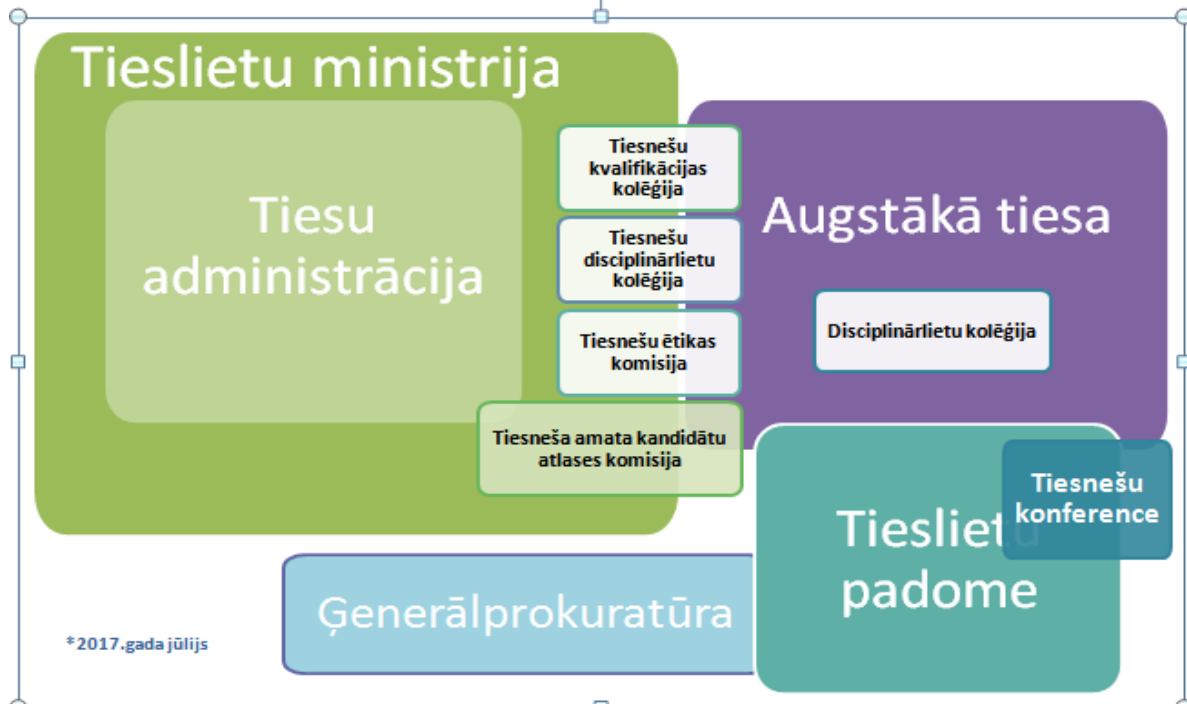 Tieslietu ministrija
Tiesu
administrācija
Tiesnešu
kvalifikācijas
kolēģija
Tiesnešu
disciplinārlietu
kolēģija
Tiesnešu ētikas
komisija
Tiesneša amata kandidātu
atlases komisija
Augstākā tiesa
Disciplinārlietu kolēģija
Tiesnešu
konference
Tieslietu
padome
Ģenerālprokuratūra
*2017.gada jūlijs